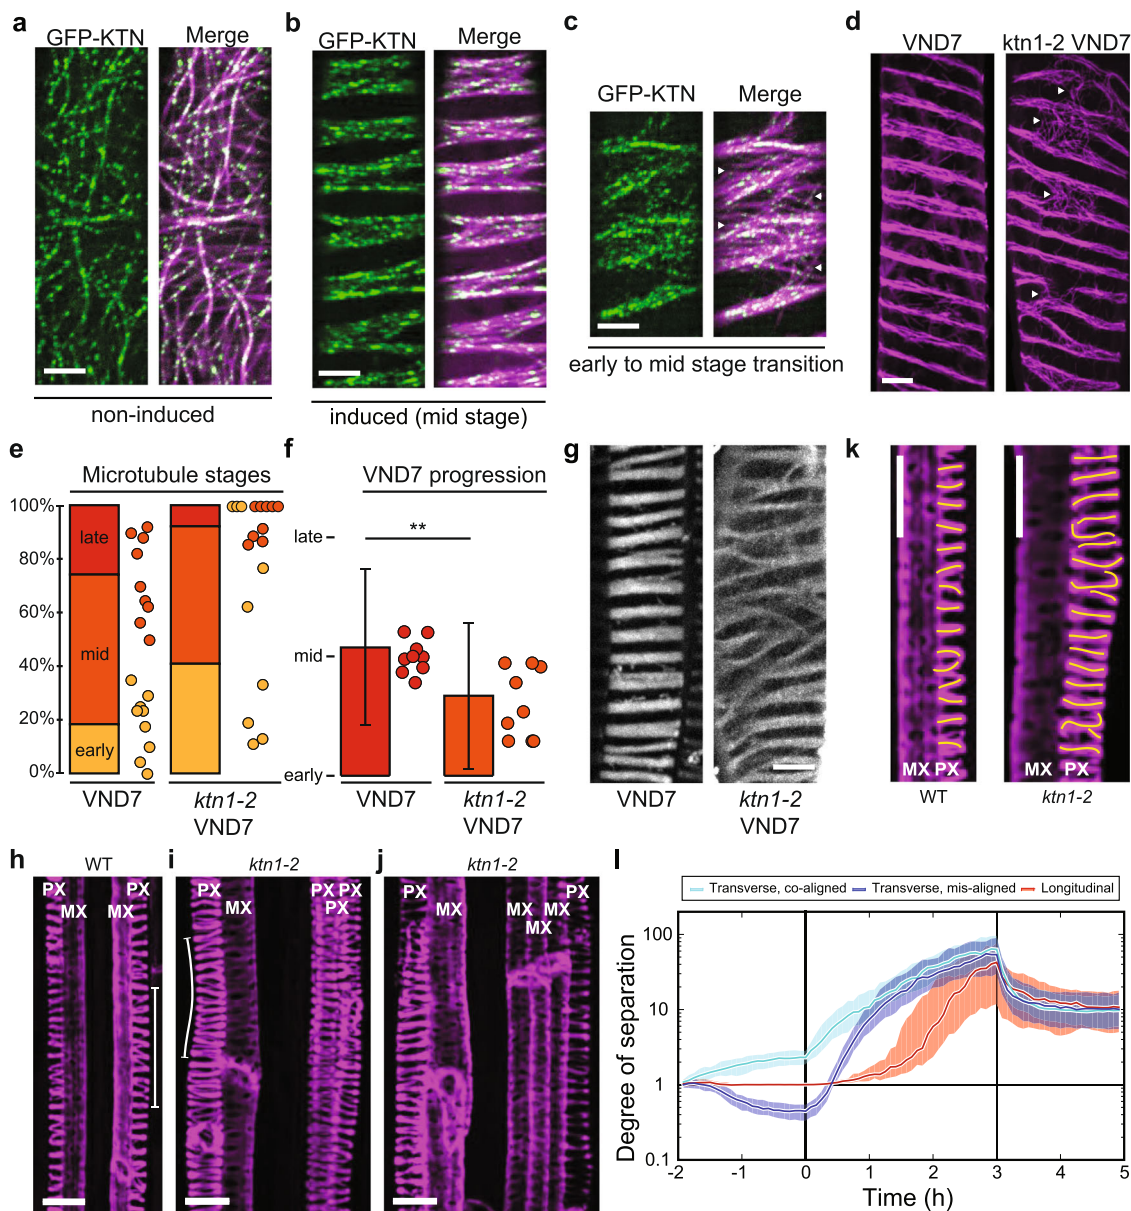 a
GFP-KTN Merge
non-induced
b
GFP-KTN Merge
induced (mid stage)
c
GFP-KTN Merge
early to mid stage transition
d
VND7 ktn1-2 VND7
e
Microtubule stages
100%
80%
60%
40%
20%
0%
late
mid
early
VND7
ktn1-2
VND7
f
VND7 progression
**
late
mid
early
VND7
ktn1-2
VND7
g
VND7
ktn1-2
VND7
k
MX PX
WT
MX PX
ktn1-2
h
WT
PX
MX
MX
PX
i
ktn1-2
PX
MX
PX PX
PX
j
ktn1-2
PX
MX
PX
MX MX
MX
l
Transverse, co-aligned Transverse, mis-aligned Longitudinal
Degree of separation
100
10
1
0.1
-2 -1 0 1 2 3 4 5
Time (h)